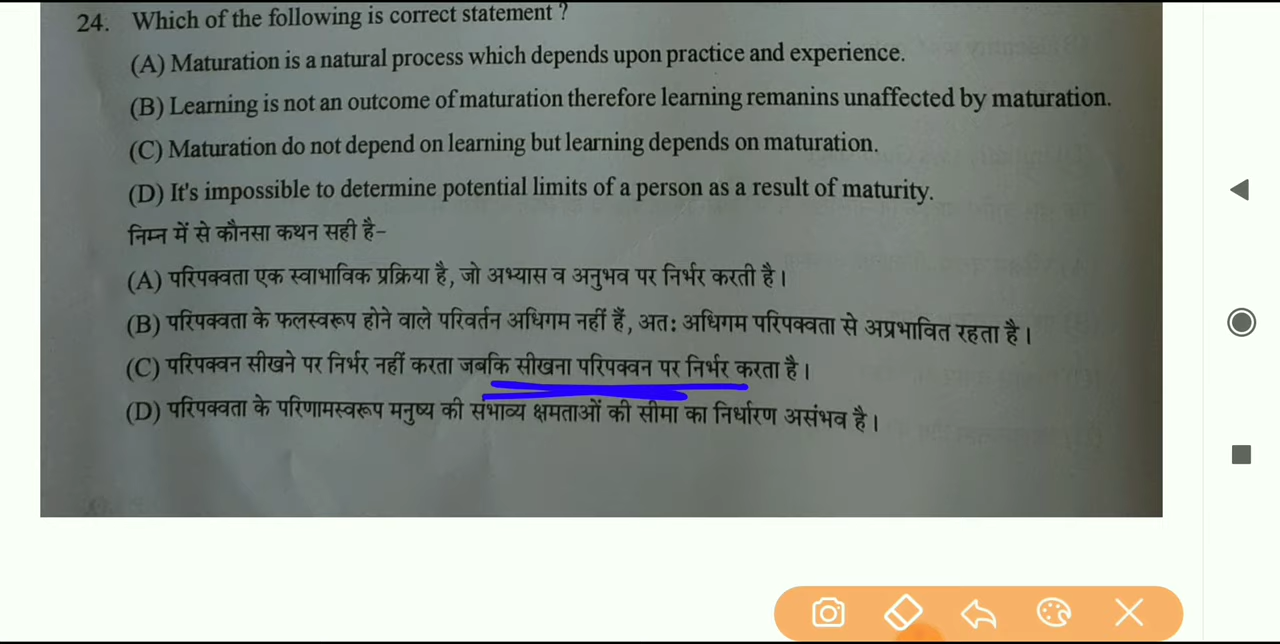 24. Which of the following is correct statement ?
(A) Maturation is a natural process which depends upon practice and experience.
(B) Learning is not an outcome of maturation therefore learning remanins unaffected by maturation.
(C) Maturation do not depend on learning but learning depends on maturation.
(D) It's impossible to determine potential limits of a person as a result of maturity.
निम्न में से कौनसा कथन सही है-
(A) परिपक्वता एक स्वाभाविक प्रक्रिया है, जो अभ्यास व अनुभव पर निर्भर करती है।
(B) परिपक्वता के फलस्वरूप होने वाले परिवर्तन अधिगम नहीं हैं, अतः अधिगम परिपक्वता से अप्रभावित रहता है।
(C) परिपक्वन सीखने पर निर्भर नहीं करता जबकि सीखना परिपक्वन पर निर्भर करता है।
(D) परिपक्वता के परिणामस्वरूप मनुष्य की संभाव्य क्षमताओं की सीमा का निर्धारण असंभव है।